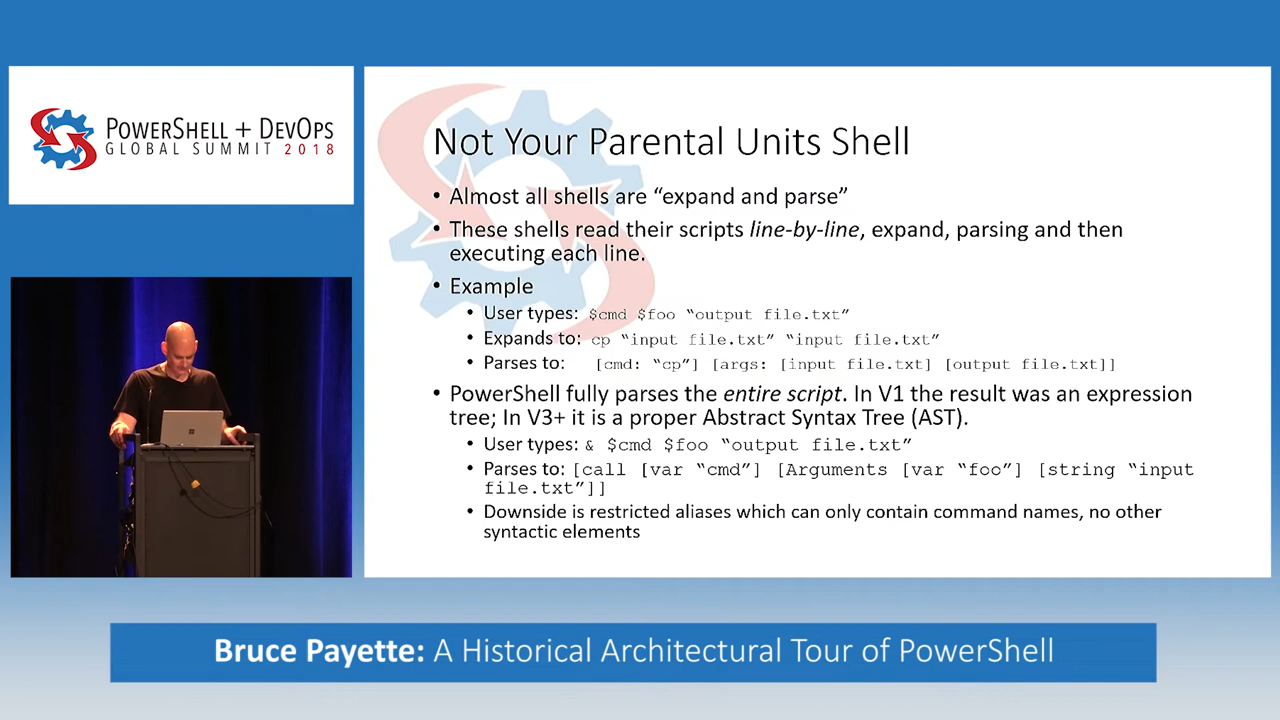 POWERSHELL + DEVOPS
GLOBAL SUMMIT 2018
Not Your Parental Units Shell
• Almost all shells are “expand and parse”
• These shells read their scripts line-by-line, expand, parsing and then
executing each line.
• Example
• User types: $cmd $foo “output file.txt”
• Expands to: cp “input file.txt” “input file.txt”
• Parses to: [cmd: “cp”] [args: [input file.txt] [output file.txt]]
• PowerShell fully parses the entire script. In V1 the result was an expression
tree; In V3+ it is a proper Abstract Syntax Tree (AST).
• User types: & $cmd $foo “output file.txt”
• Parses to: [call [var “cmd”] [Arguments [var “foo”] [string “input
file.txt”]]
• Downside is restricted aliases which can only contain command names, no other
syntactic elements
Bruce Payette: A Historical Architectural Tour of PowerShell